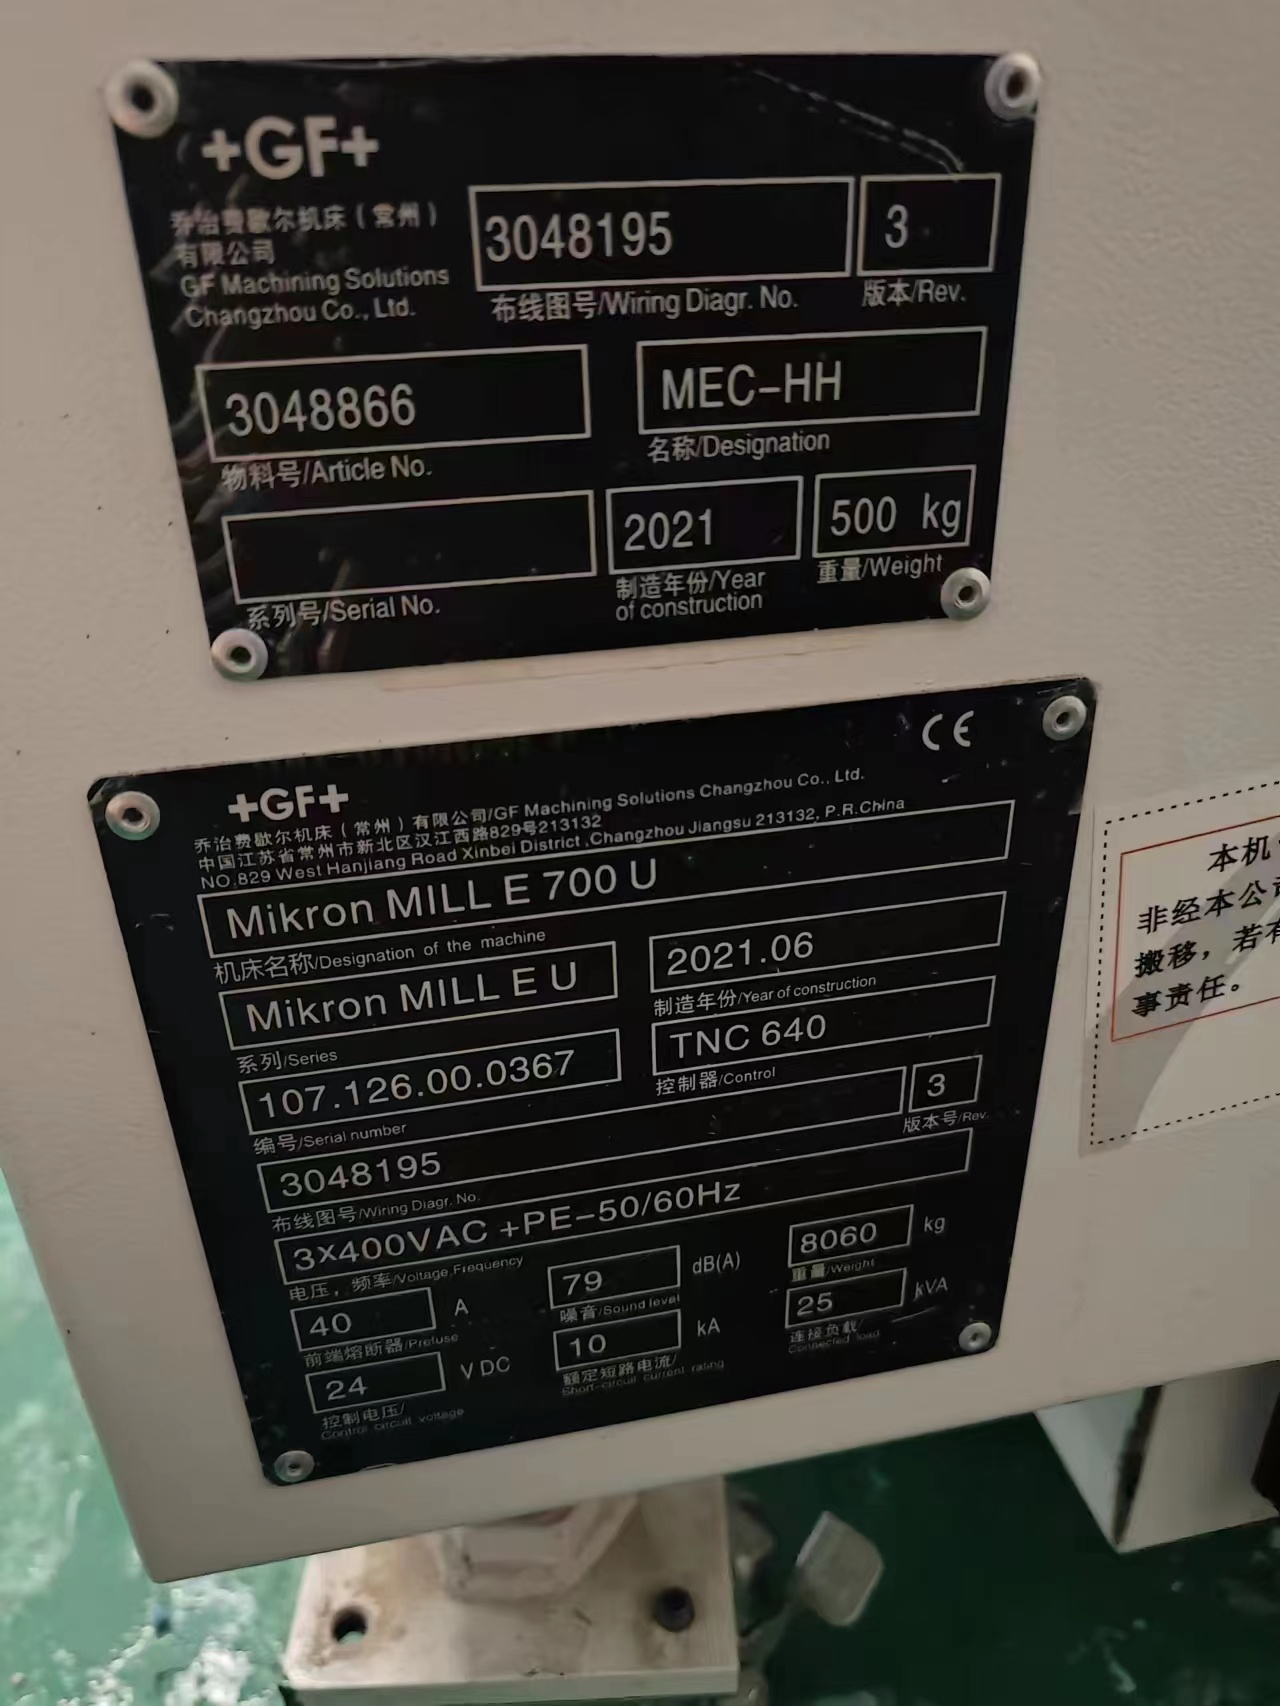 +GF+
乔治费歇尔机床（常州）
有限公司
GF Machining Solutions
Changzhou Co., Ltd.
3048195
布线图号/Wiring Diagr. No.
3
版本/Rev.
3048866
物料号/Article No.
MEC-HH
名称/Designation
系列号/Serial No.
2021
制造年份/Year
of construction
500 kg
重量/Weight
CE
+GF+
乔治费歇尔机床（常州）有限公司/GF Machining Solutions Changzhou Co., Ltd.
中国江苏省常州市新北区汉江西路829号213132
NO.829 West Hanjiang Road Xinbei District ,Changzhou Jiangsu 213132, P.R.China
Mikron MILL E 700 U
机床名称/Designation of the machine
Mikron MILL E U
系列/Series
2021.06
制造年份/Year of construction
107.126.00.0367
编号/Serial number
TNC 640
控制器/Control
3048195
布线图号/Wiring Diagr. No.
3
版本号/Rev.
3×400VAC +PE-50/60Hz
电压，频率/Voltage,Frequency
40 A
前端熔断器/Prefuse
79 dB(A)
噪音/Sound level
8060 kg
重量/Weight
24 V DC
控制电压/
Control circuit voltage
10 kA
额定短路电流/
Short-circuit current rating
25 kVA
连接负载/
Connected load
本机
非经本公司
搬移，若有
事责任。